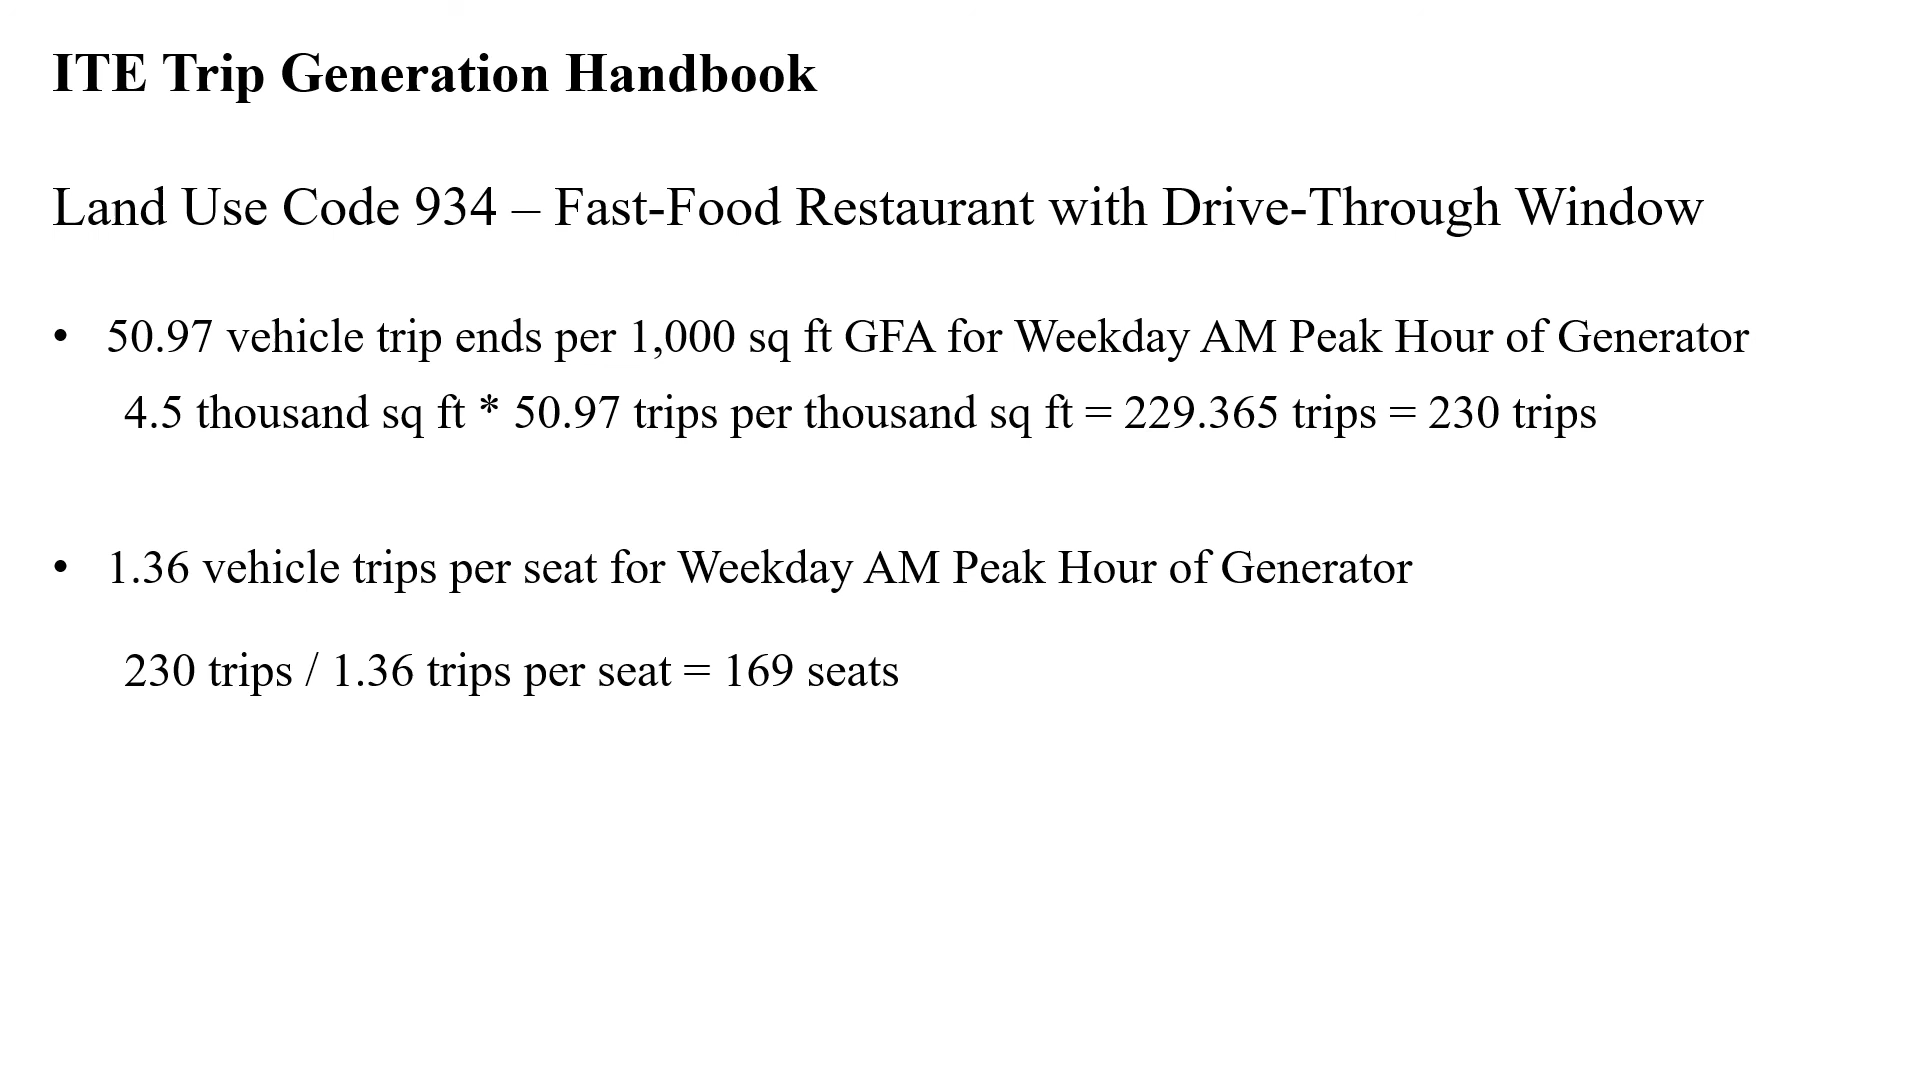 ITE Trip Generation Handbook
Land Use Code 934 – Fast-Food Restaurant with Drive-Through Window
• 50.97 vehicle trip ends per 1,000 sq ft GFA for Weekday AM Peak Hour of Generator
4.5 thousand sq ft * 50.97 trips per thousand sq ft = 229.365 trips = 230 trips
• 1.36 vehicle trips per seat for Weekday AM Peak Hour of Generator
230 trips / 1.36 trips per seat = 169 seats